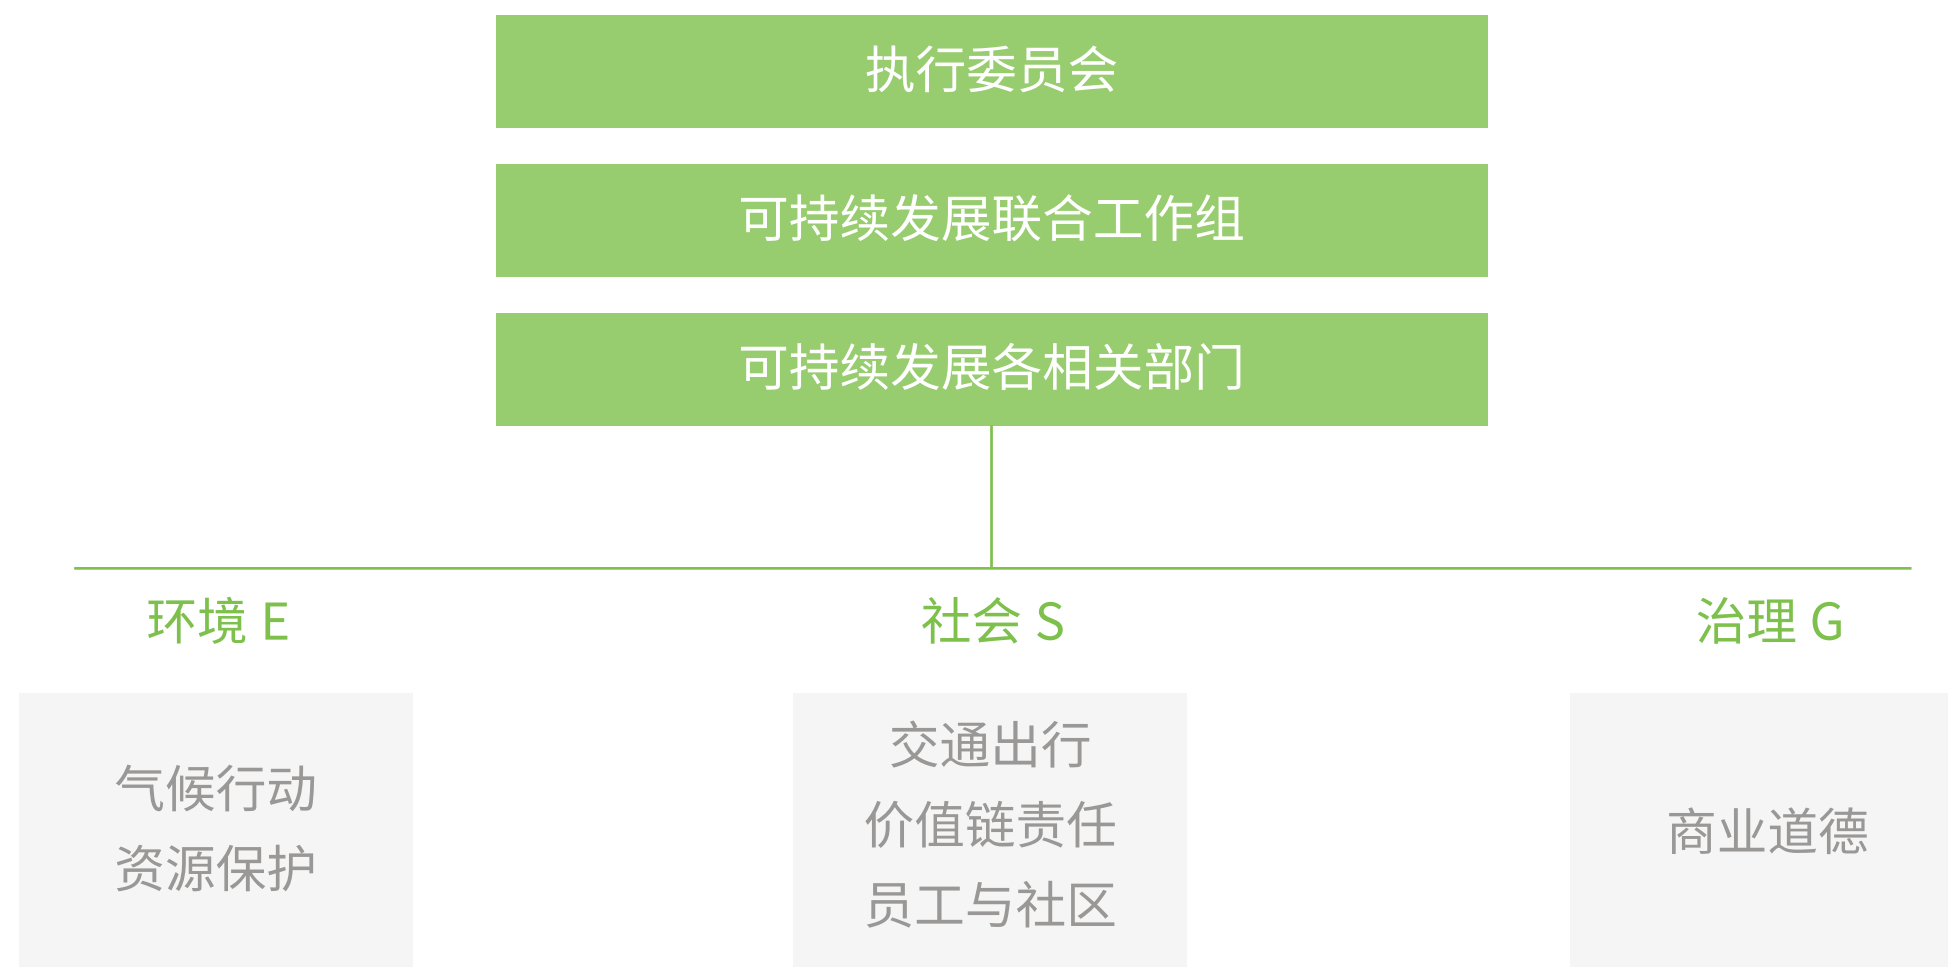 执行委员会
可持续发展联合工作组
可持续发展各相关部门
环境 E
社会 S
治理 G
气候行动
资源保护
交通出行
价值链责任
员工与社区
商业道德